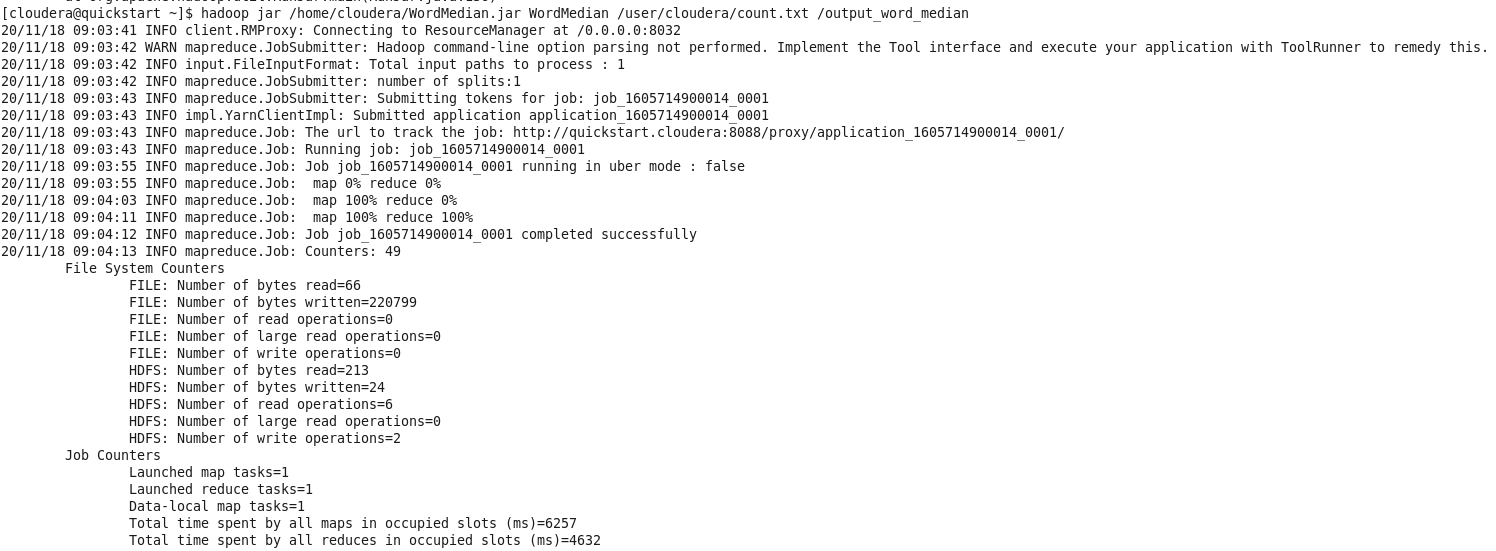 [cloudera@quickstart ~]$ hadoop jar /home/cloudera/WordMedian.jar WordMedian /user/cloudera/count.txt /output_word_median
20/11/18 09:03:41 INFO client.RMProxy: Connecting to ResourceManager at /0.0.0.0:8032
20/11/18 09:03:42 WARN mapreduce.JobSubmitter: Hadoop command-line option parsing not performed. Implement the Tool interface and execute your application with ToolRunner to remedy this.
20/11/18 09:03:42 INFO input.FileInputFormat: Total input paths to process : 1
20/11/18 09:03:42 INFO mapreduce.JobSubmitter: number of splits:1
20/11/18 09:03:43 INFO mapreduce.JobSubmitter: Submitting tokens for job: job_1605714900014_0001
20/11/18 09:03:43 INFO impl.YarnClientImpl: Submitted application application_1605714900014_0001
20/11/18 09:03:43 INFO mapreduce.Job: The url to track the job: http://quickstart.cloudera:8088/proxy/application_1605714900014_0001/
20/11/18 09:03:43 INFO mapreduce.Job: Running job: job_1605714900014_0001
20/11/18 09:03:55 INFO mapreduce.Job: Job job_1605714900014_0001 running in uber mode : false
20/11/18 09:03:55 INFO mapreduce.Job:  map 0% reduce 0%
20/11/18 09:04:03 INFO mapreduce.Job:  map 100% reduce 0%
20/11/18 09:04:11 INFO mapreduce.Job:  map 100% reduce 100%
20/11/18 09:04:12 INFO mapreduce.Job: Job job_1605714900014_0001 completed successfully
20/11/18 09:04:13 INFO mapreduce.Job: Counters: 49
File System Counters
FILE: Number of bytes read=66
FILE: Number of bytes written=220799
FILE: Number of read operations=0
FILE: Number of large read operations=0
FILE: Number of write operations=0
HDFS: Number of bytes read=213
HDFS: Number of bytes written=24
HDFS: Number of read operations=6
HDFS: Number of large read operations=0
HDFS: Number of write operations=2
Job Counters
Launched map tasks=1
Launched reduce tasks=1
Data-local map tasks=1
Total time spent by all maps in occupied slots (ms)=6257
Total time spent by all reduces in occupied slots (ms)=4632